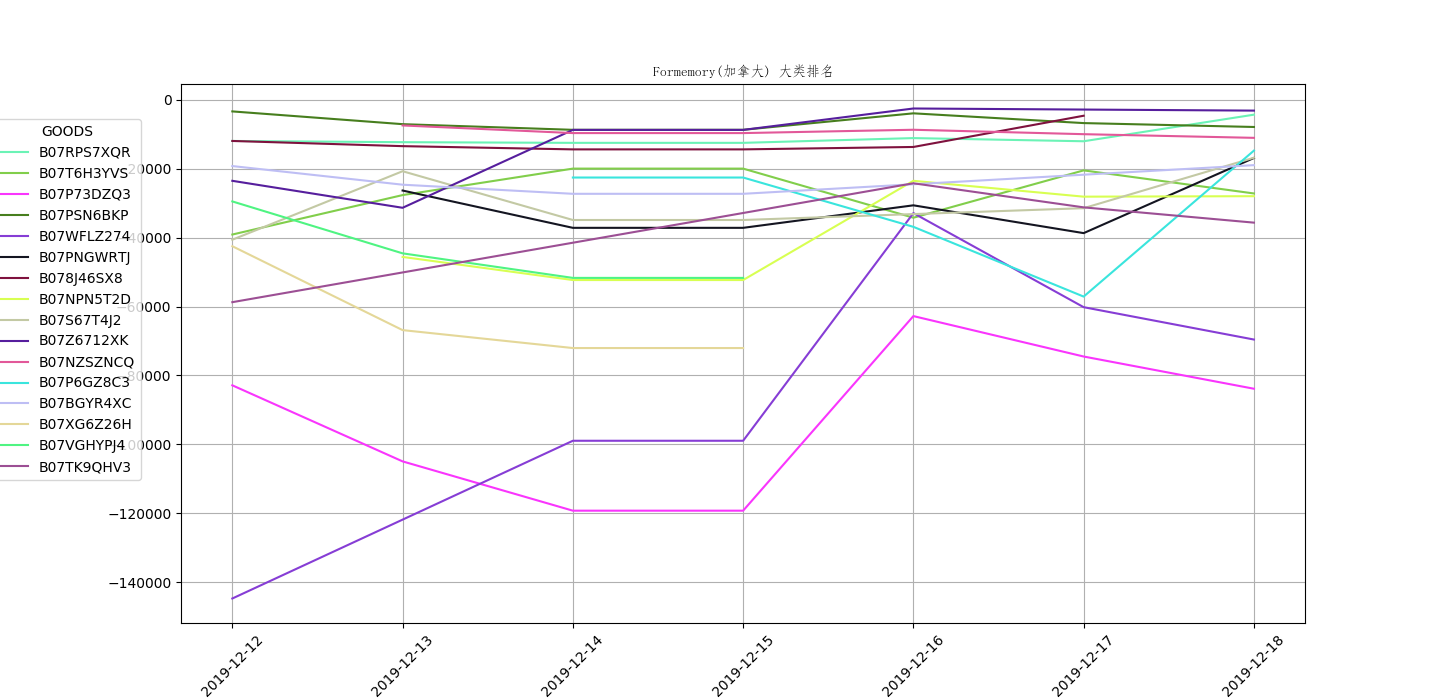 Formemory(加拿大) 大类排名
GOODS
B07RPS7XQR
B07T6H3YVS
B07P73DZQ3
B07PSN6BKP
B07WFLZ274
B07PNGWRTJ
B078J46SX8
B07NPN5T2D
B07S67T4J2
B07Z6712XK
B07NZSZNCQ
B07P6GZ8C3
B07BGYR4XC
B07XG6Z26H
B07VGHYPJ4
B07TK9QHV3
0
−20000
−40000
−60000
−80000
−100000
−120000
−140000
2019-12-12
2019-12-13
2019-12-14
2019-12-15
2019-12-16
2019-12-17
2019-12-18